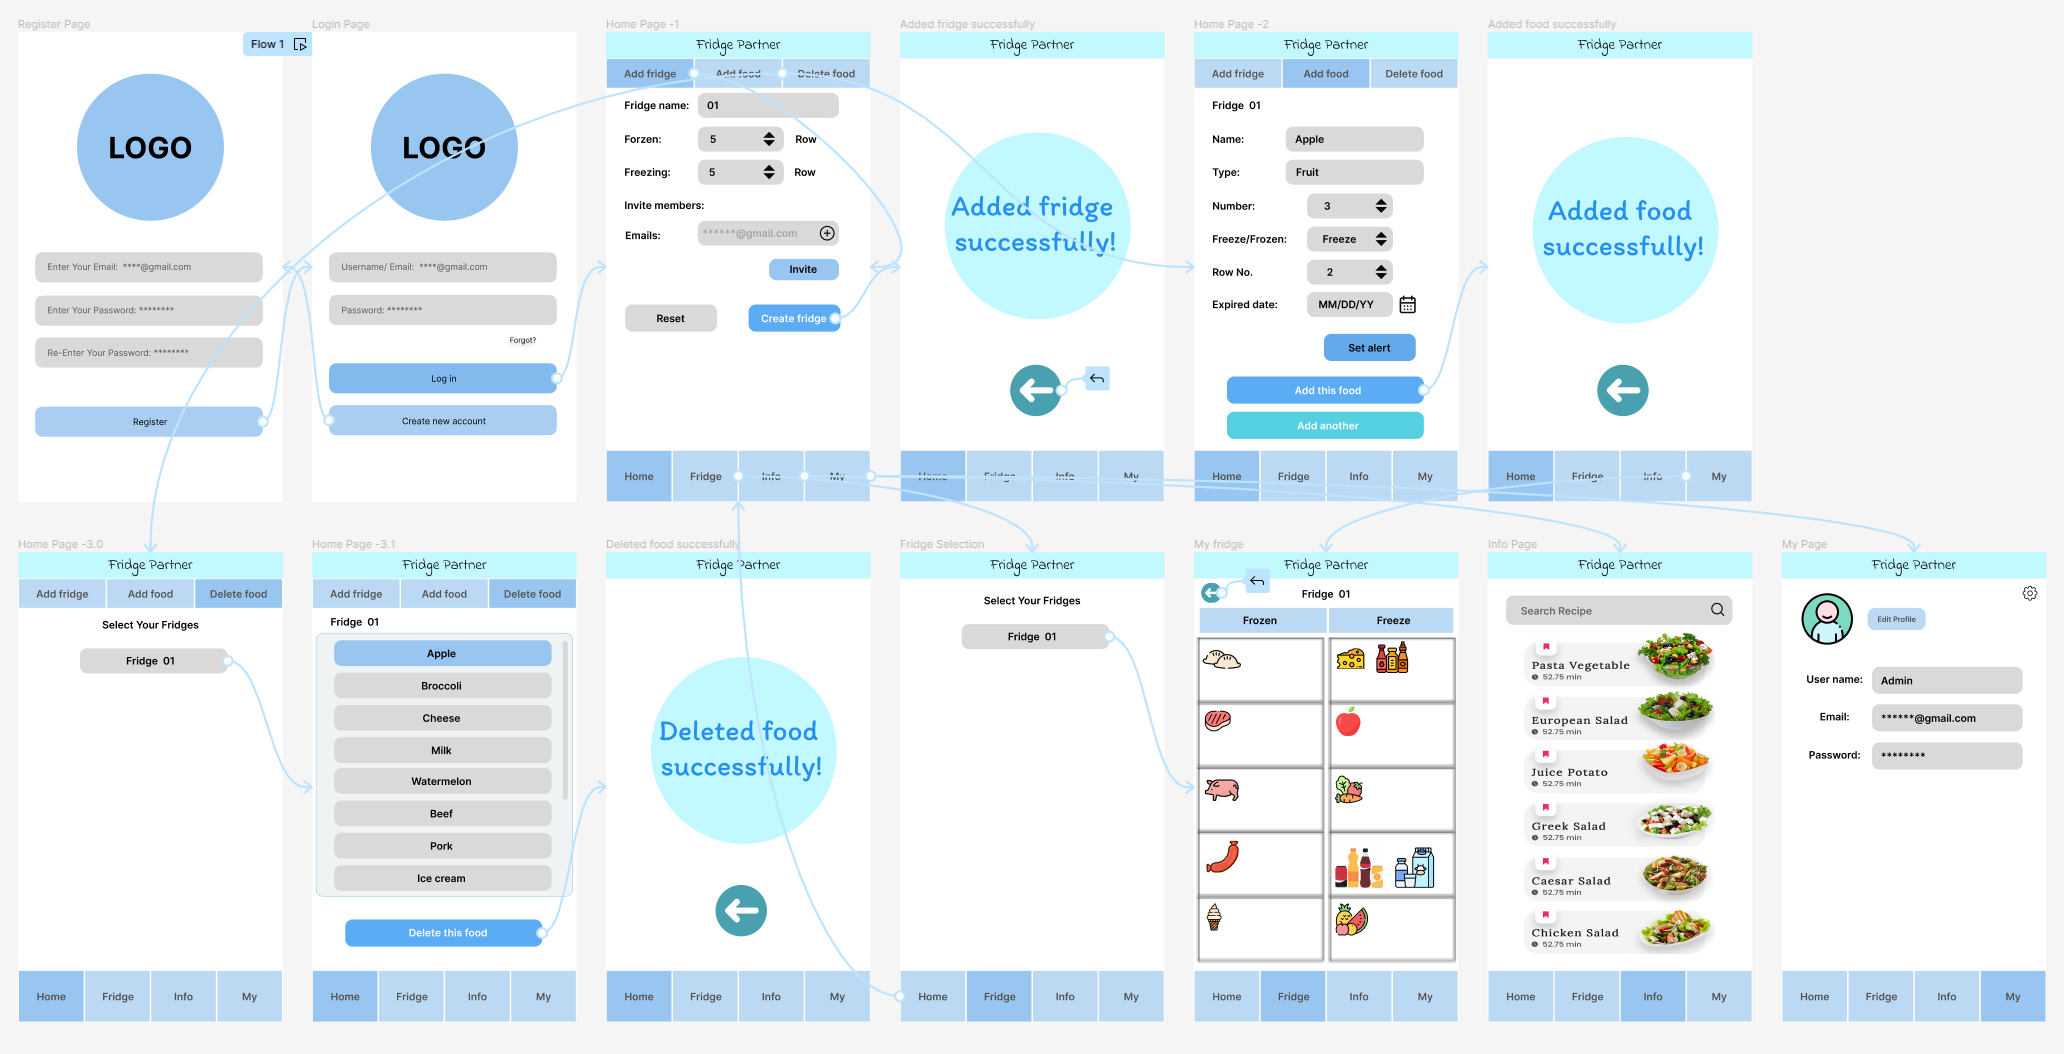 Register Page
Flow 1
LOGO
Enter Your Email: ****@gmail.com
Enter Your Password: ********
Re-Enter Your Password: ********
Register
Login Page
LOGO
Username/ Email: ****@gmail.com
Password: ********
Forgot?
Log in
Create new account
Home Page -1
Fridge Partner
Add fridge Add food Delete food
Fridge name: 01
Forzen: 5 Row
Freezing: 5 Row
Invite members:
Emails: ******@gmail.com
Invite
Reset Create fridge
Home Fridge Info My
Added fridge successfully
Fridge Partner
Added fridge
successfully!
Home Fridge Info My
Home Page -2
Fridge Partner
Add fridge Add food Delete food
Fridge 01
Name: Apple
Type: Fruit
Number: 3
Freeze/Frozen: Freeze
Row No. 2
Expired date: MM/DD/YY
Set alert
Add this food
Add another
Home Fridge Info My
Added food successfully
Fridge Partner
Added food
successfully!
Home Fridge Info My
Home Page -3.0
Fridge Partner
Add fridge Add food Delete food
Select Your Fridges
Fridge 01
Home Fridge Info My
Home Page -3.1
Fridge Partner
Add fridge Add food Delete food
Fridge 01
Apple
Broccoli
Cheese
Milk
Watermelon
Beef
Pork
Ice cream
Delete this food
Home Fridge Info My
Deleted food successfully
Fridge Partner
Deleted food
successfully!
Home Fridge Info My
Fridge Selection
Fridge Partner
Select Your Fridges
Fridge 01
Home Fridge Info My
My fridge
Fridge Partner
Fridge 01
Frozen Freeze
Home Fridge Info My
Info Page
Fridge Partner
Search Recipe
Pasta Vegetable
52.75 min
European Salad
52.75 min
Juice Potato
52.75 min
Greek Salad
52.75 min
Caesar Salad
52.75 min
Chicken Salad
52.75 min
Home Fridge Info My
My Page
Fridge Partner
Edit Profile
User name: Admin
Email: ******@gmail.com
Password: ********
Home Fridge Info My